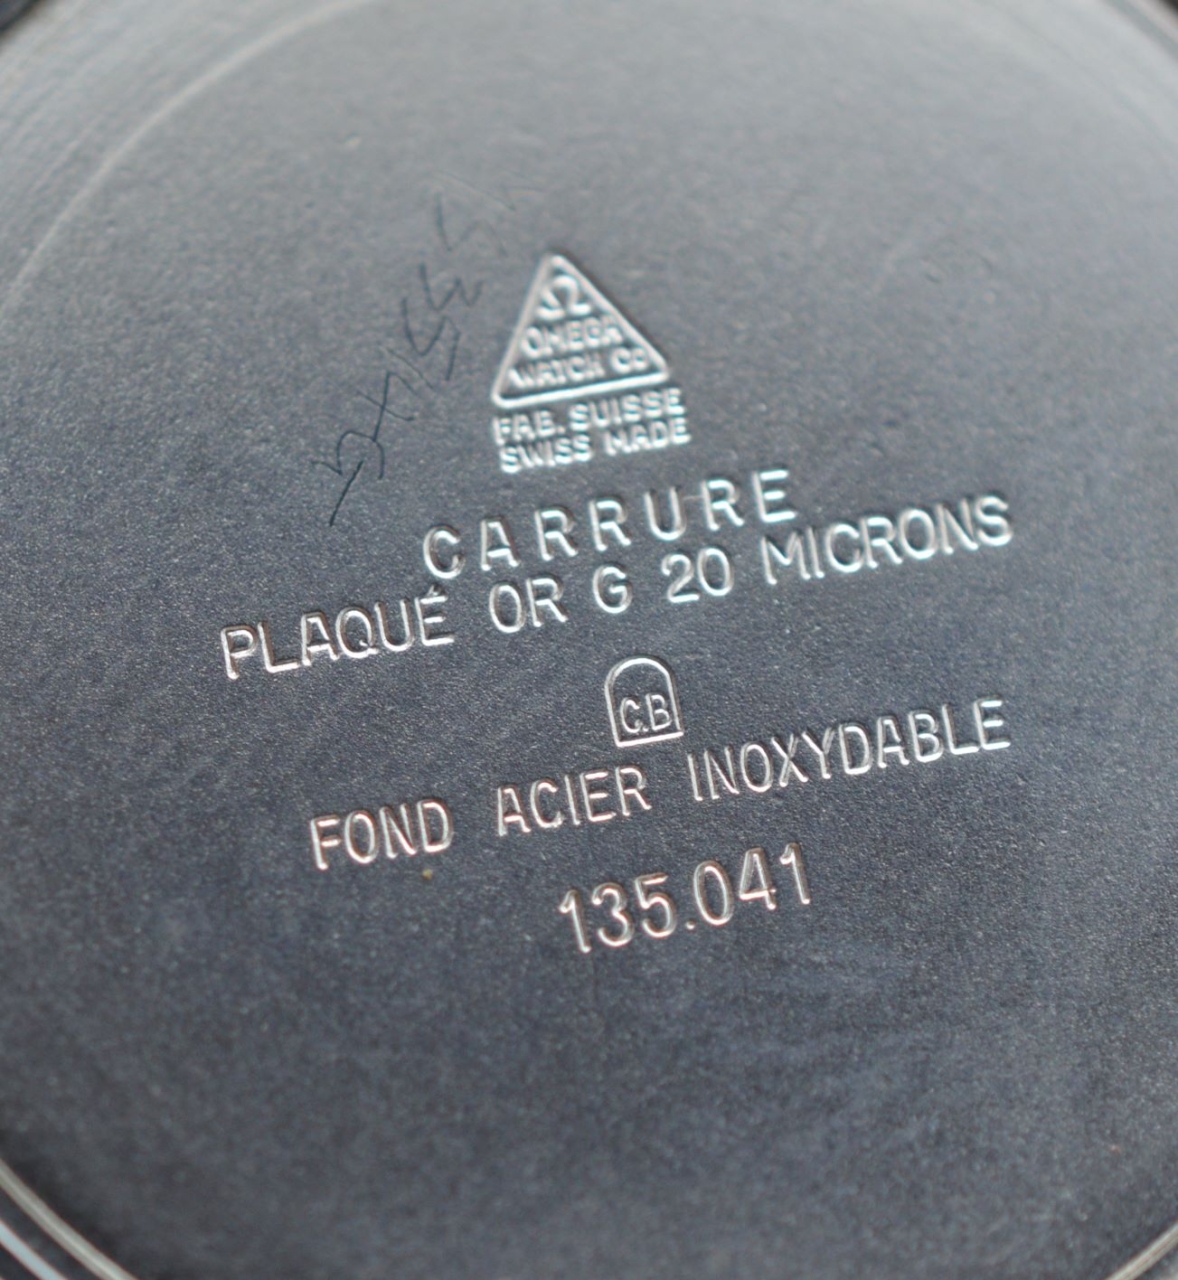 Ω
OMEGA
WATCH Co
FAB. SUISSE
SWISS MADE
CARRURE
PLAQUÉ OR G 20 MICRONS
C.B
FOND ACIER INOXYDABLE
135.041